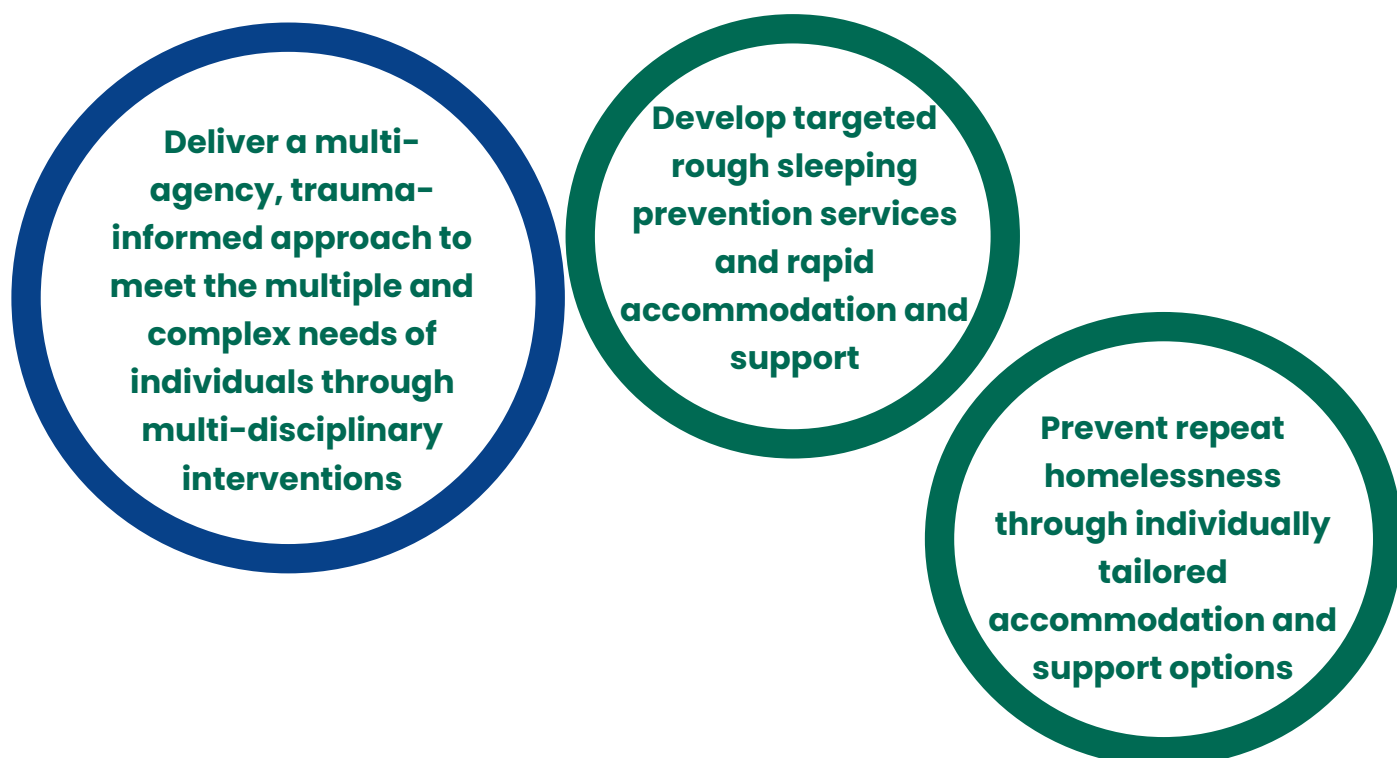 Deliver a multi-
agency, trauma-
informed approach to
meet the multiple and
complex needs of
individuals through
multi-disciplinary
interventions
Develop targeted
rough sleeping
prevention services
and rapid
accommodation and
support
Prevent repeat
homelessness
through individually
tailored
accommodation and
support options